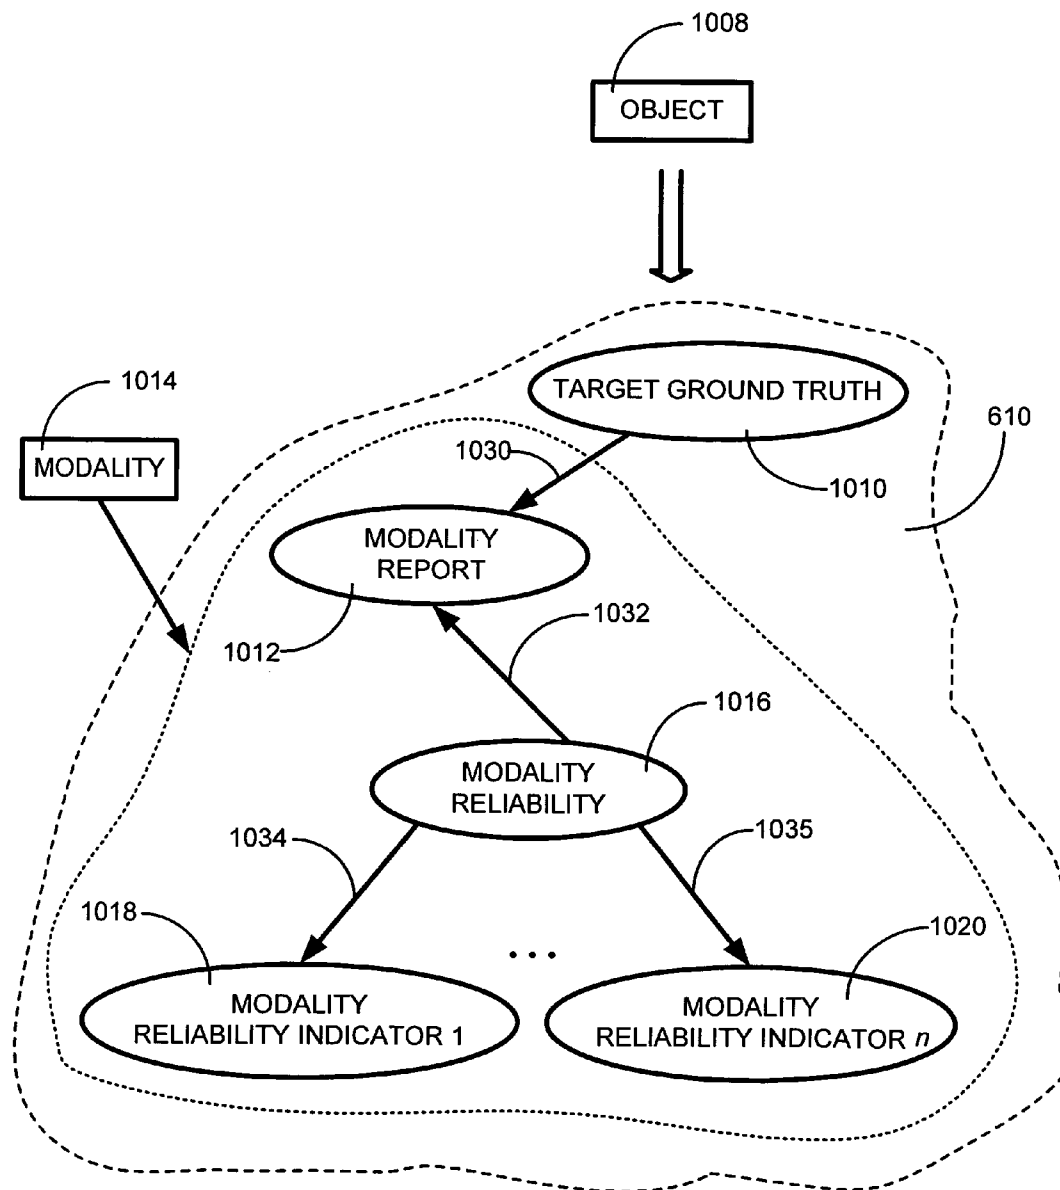 1008
OBJECT
1014
MODALITY
TARGET GROUND TRUTH
610
1030
1010
MODALITY
REPORT
1012
1032
1016
MODALITY
RELIABILITY
1034
1035
1018
1020
...
MODALITY
RELIABILITY INDICATOR 1
MODALITY
RELIABILITY INDICATOR n